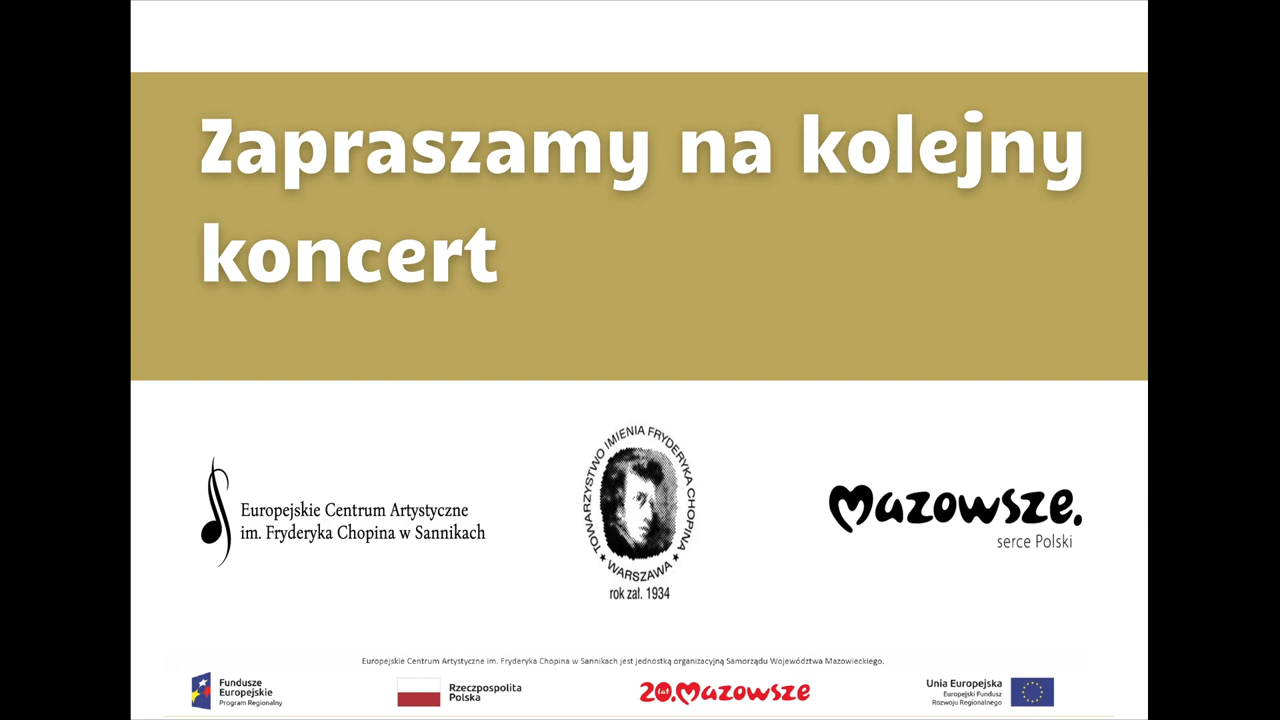 Zapraszamy na kolejny
koncert
Europejskie Centrum Artystyczne
im. Fryderyka Chopina w Sannikach
TOWARZYSTWO IMIENIA FRYDERYKA CHOPINA
★ WARSZAWA ★
rok zał. 1934
mazowsze.
serce Polski
Europejskie Centrum Artystyczne im. Fryderyka Chopina w Sannikach jest jednostką organizacyjną Samorządu Województwa Mazowieckiego.
Fundusze
Europejskie
Program Regionalny
Rzeczpospolita
Polska
20 lat.mazowsze
Unia Europejska
Europejski Fundusz
Rozwoju Regionalnego